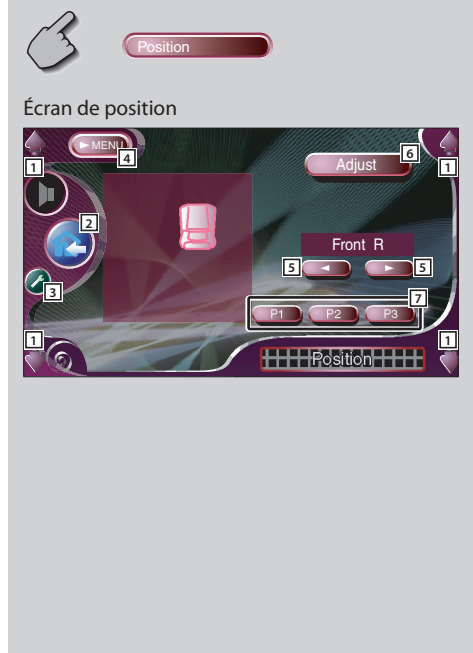 Position
Écran de position
► MENU
4
6
1
1
Adjust
2
Front R
5
◄
►
5
3
7
P1
P2
P3
1
1
Position